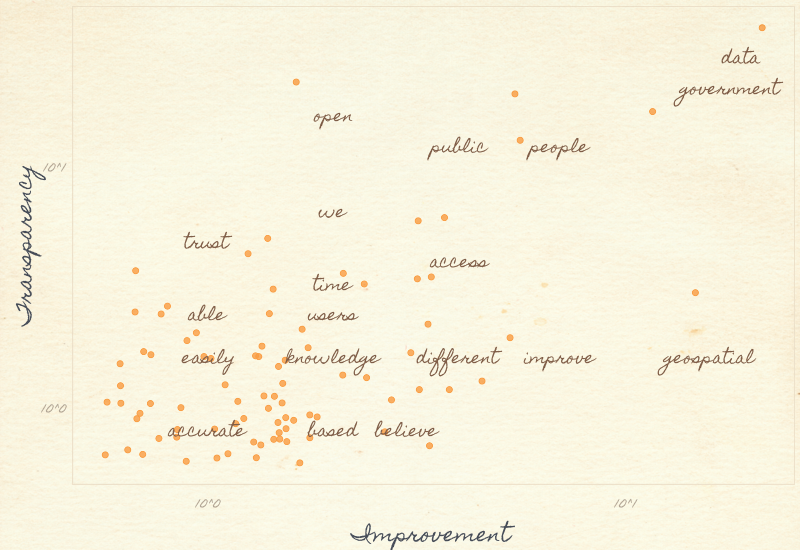 data
government
open
public people
10^1
we
trust
access
time
able users
easily knowledge different improve geospatial
10^0
accurate based believe
10^0 10^1
Improvement
Transparency